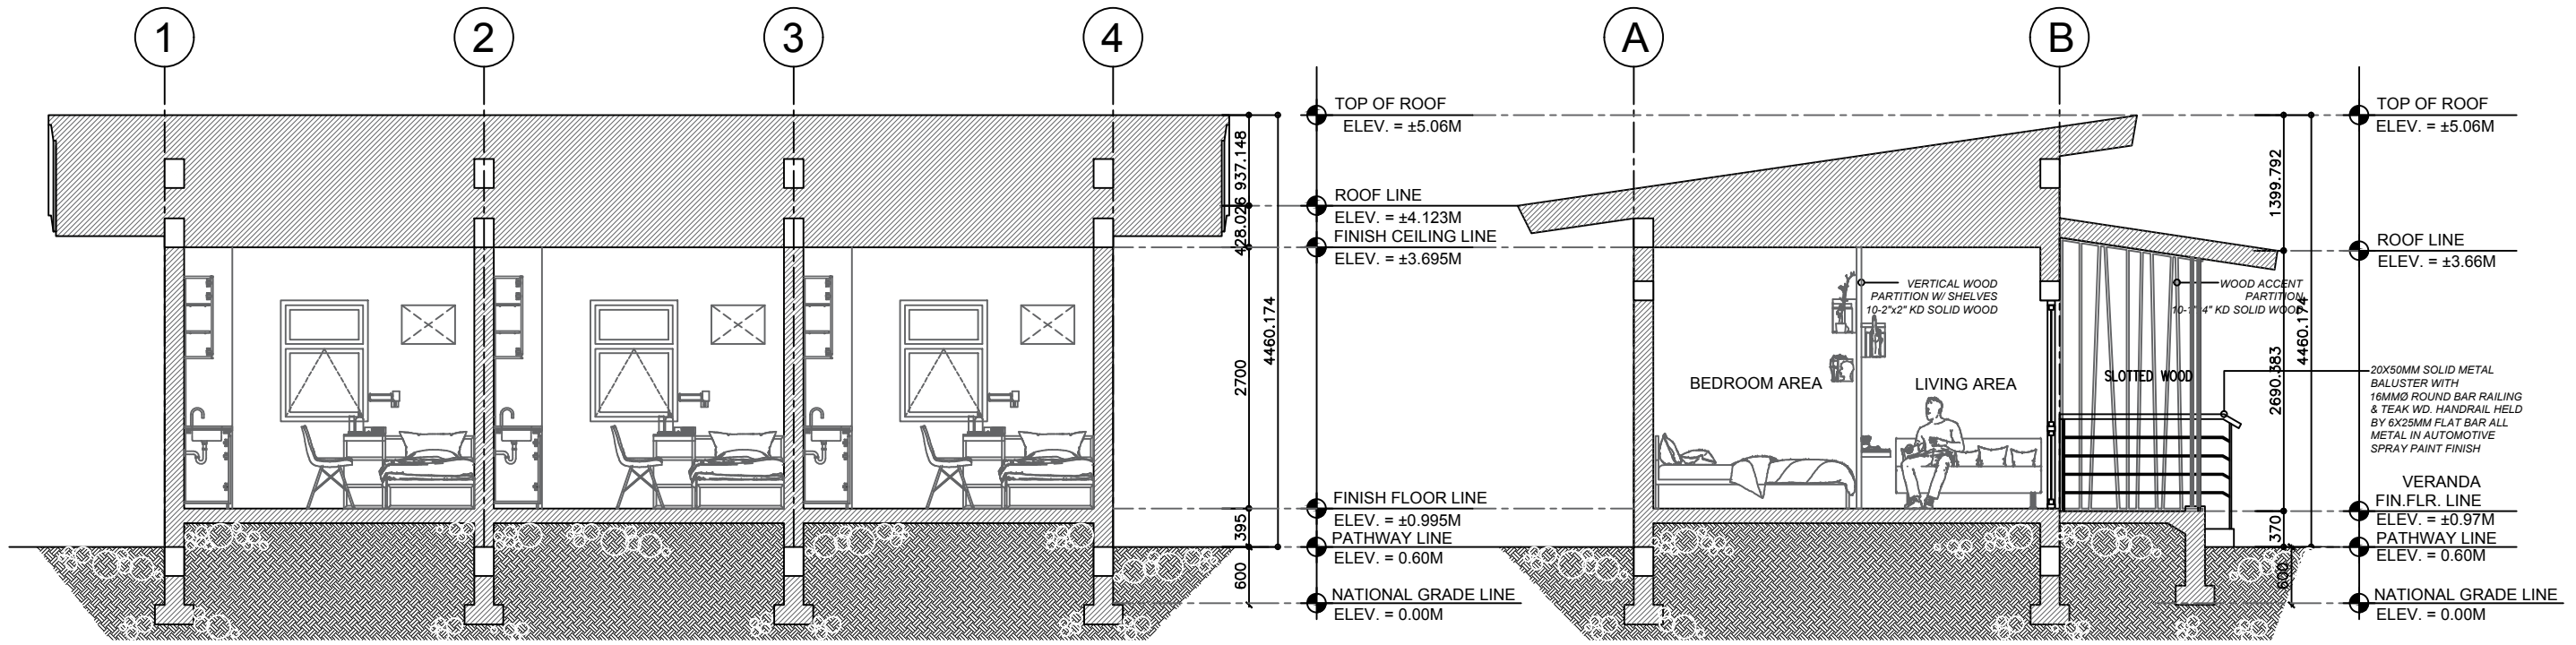 1
2
3
4
937.148
428.026
2700
395
600
4460.174
TOP OF ROOF
ELEV. = ±5.06M
ROOF LINE
ELEV. = ±4.123M
FINISH CEILING LINE
ELEV. = ±3.695M
FINISH FLOOR LINE
ELEV. = ±0.995M
PATHWAY LINE
ELEV. = 0.60M
NATIONAL GRADE LINE
ELEV. = 0.00M
A
B
BEDROOM AREA
LIVING AREA
VERTICAL WOOD
PARTITION W/ SHELVES
10-2"x2" KD SOLID WOOD
WOOD ACCENT
PARTITION
KD SOLID WOOD
SLOTTED WOOD
1399.792
2690.383
370
600
4460.174
TOP OF ROOF
ELEV. = ±5.06M
ROOF LINE
ELEV. = ±3.66M
20X50MM SOLID METAL
BALUSTER WITH
16MMØ ROUND BAR RAILING
& TEAK WD. HANDRAIL HELD
BY 6X25MM FLAT BAR ALL
METAL IN AUTOMOTIVE
SPRAY PAINT FINISH
VERANDA
FIN.FLR. LINE
ELEV. = ±0.97M
PATHWAY LINE
ELEV. = 0.60M
NATIONAL GRADE LINE
ELEV. = 0.00M